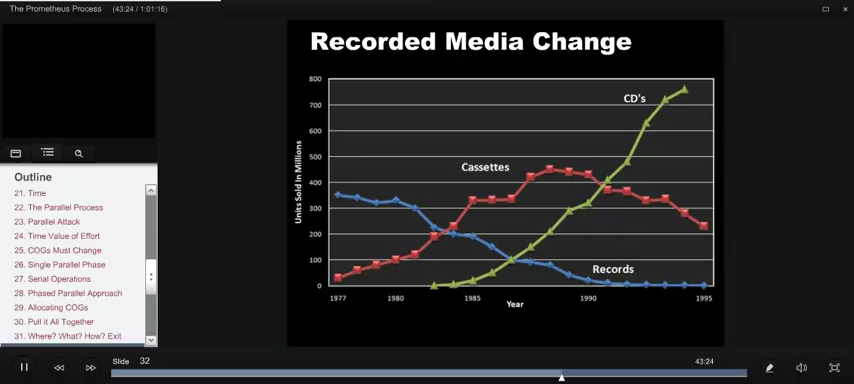 The Prometheus Process (43:24 / 1:01:16)
Recorded Media Change
800
700
600
500
400
300
200
100
0
Units Sold In Millions
CD's
Cassettes
Records
1977
1980
1985
1990
1995
Year
Outline
21. Time
22. The Parallel Process
23. Parallel Attack
24. Time Value of Effort
25. COGs Must Change
26. Single Parallel Phase
27. Serial Operations
28. Phased Parallel Approach
29. Allocating COGs
30. Pull it All Together
31. Where? What? How? Exit
Slide 32
43:24